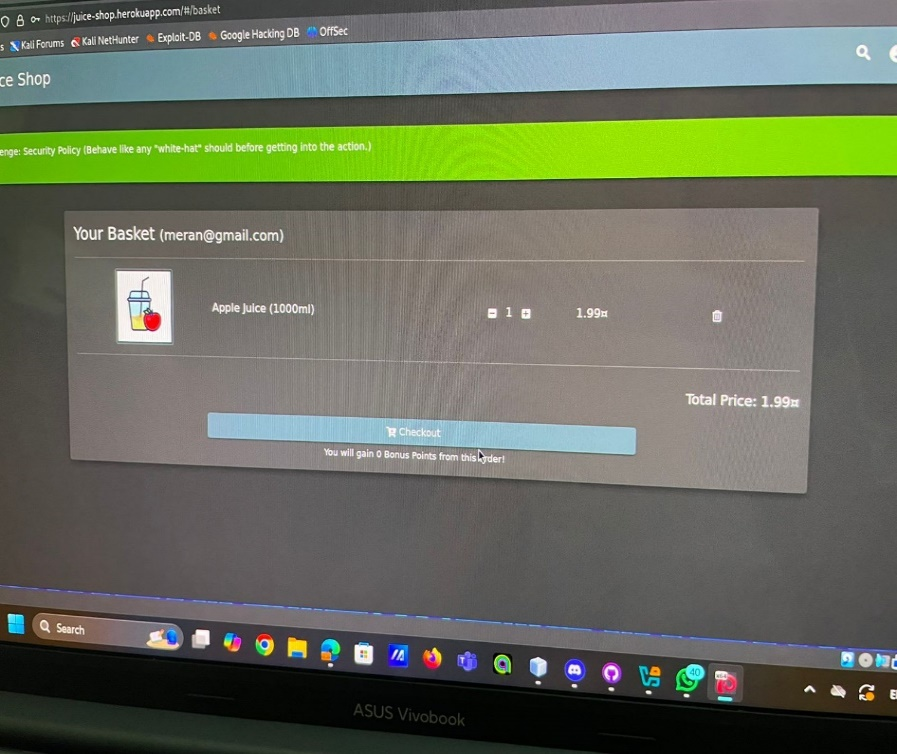 https://juice-shop.herokuapp.com/#/basket
s Kali Forums Kali NetHunter Exploit-DB Google Hacking DB OffSec
ce Shop
enge: Security Policy (Behave like any "white-hat" should before getting into the action.)
Your Basket (meran@gmail.com)
Apple Juice (1000ml) 1 1.99¤
Total Price: 1.99¤
Checkout
You will gain 0 Bonus Points from this order!
Search
40
ASUS Vivobook